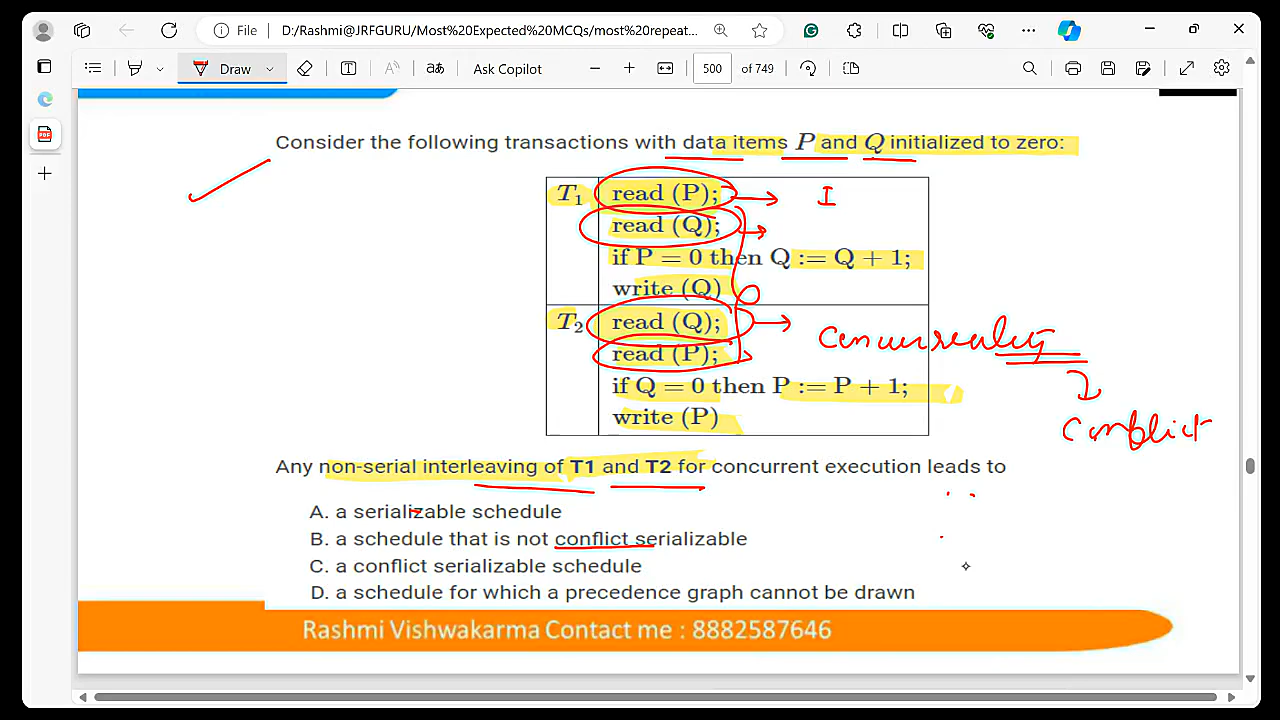 File D:/Rashmi@JRFGURU/Most%20Expected%20MCQs/most%20repeat...
Draw Ask Copilot 500 of 749
Consider the following transactions with data items P and Q initialized to zero:
T1 read (P); I
read (Q);
if P = 0 then Q := Q + 1;
write (Q)
T2 read (Q);
read (P);
if Q = 0 then P := P + 1;
write (P)
Conflict
Any non-serial interleaving of T1 and T2 for concurrent execution leads to
A. a serializable schedule
B. a schedule that is not conflict serializable
C. a conflict serializable schedule
D. a schedule for which a precedence graph cannot be drawn
Rashmi Vishwakarma Contact me : 8882587646